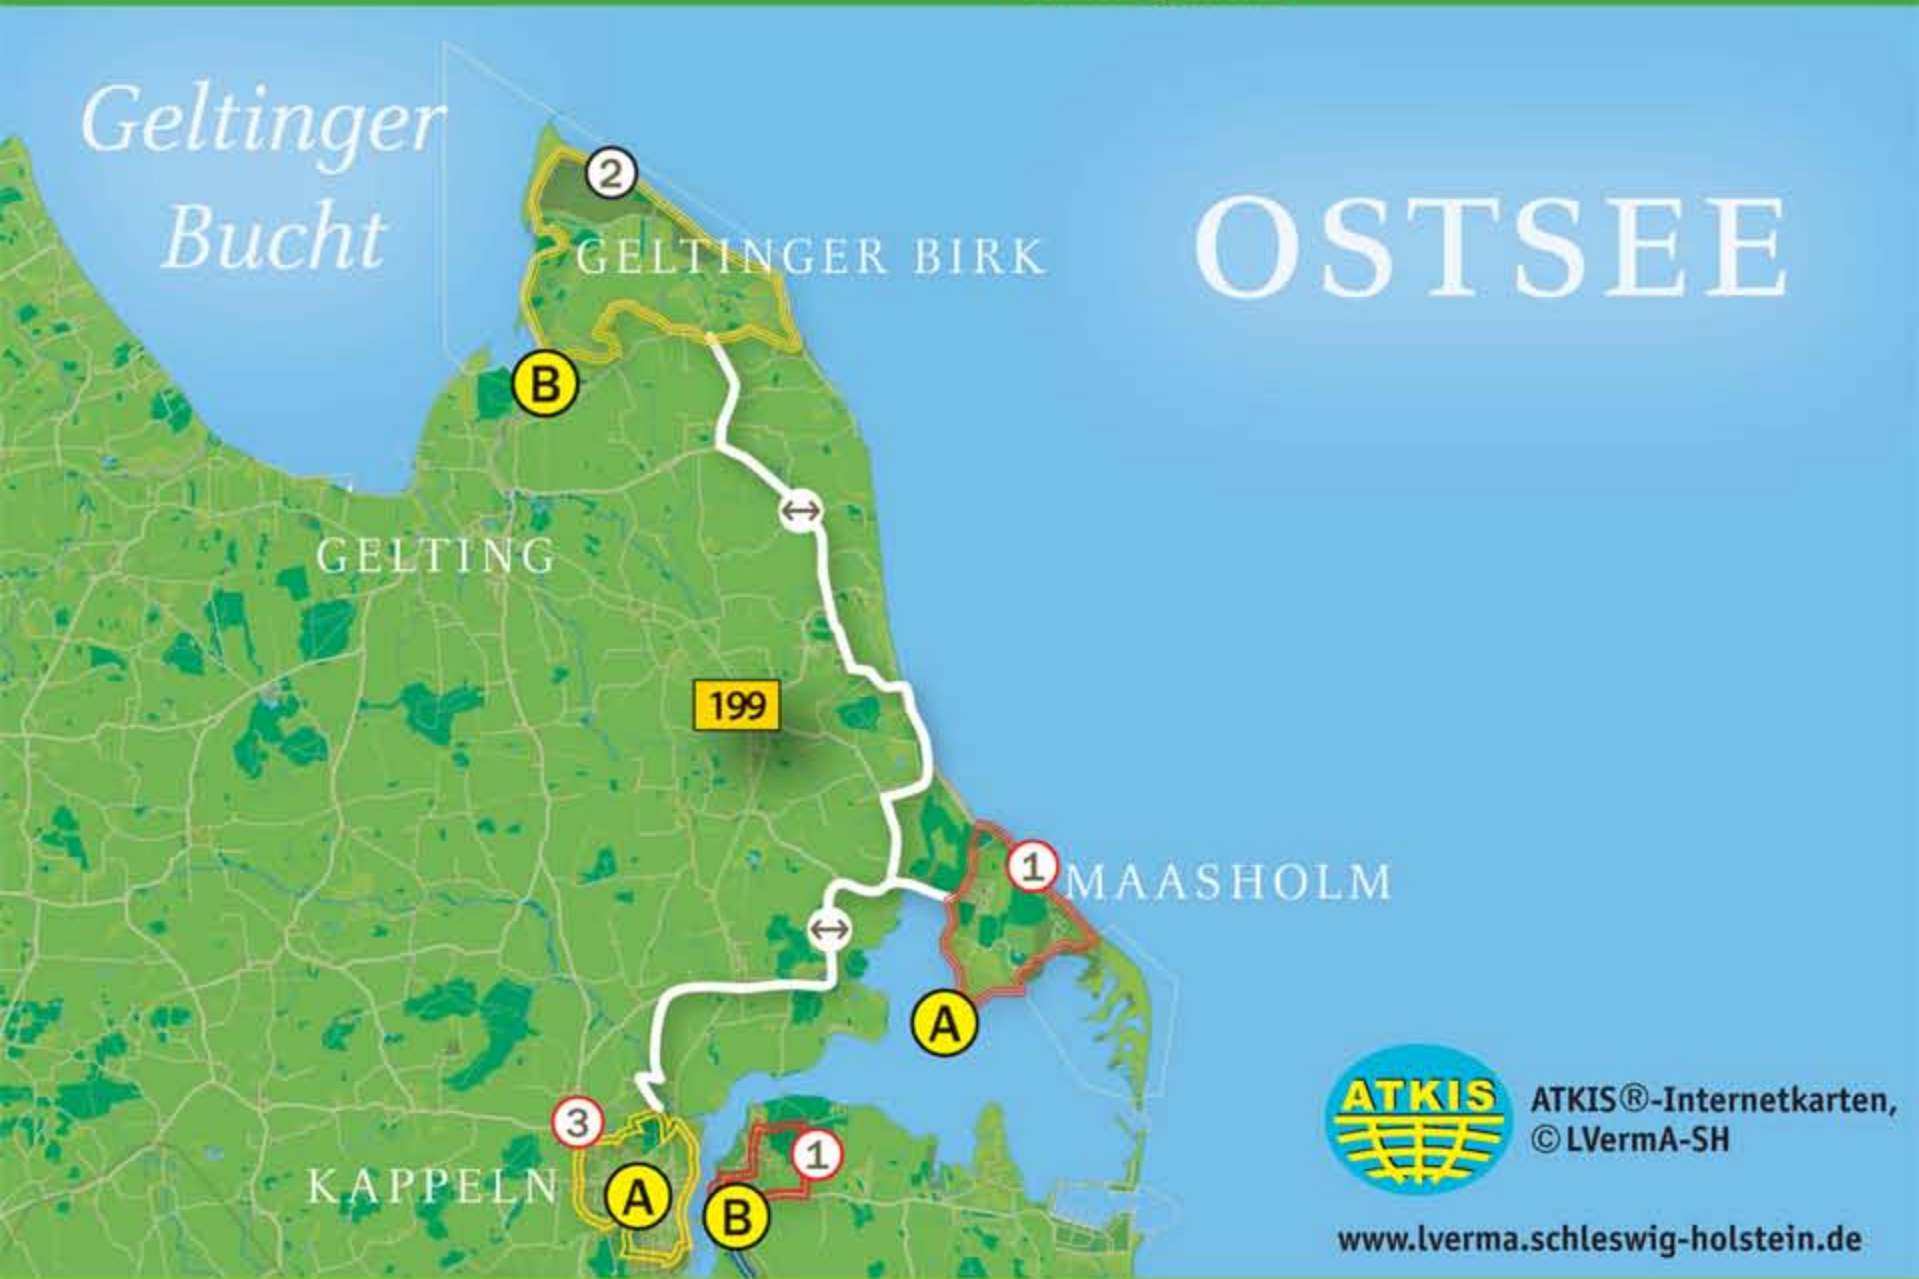 Geltinger
Bucht
2
GELTINGER BIRK
OSTSEE
B
GELTING
199
1
MAASHOLM
A
3
1
KAPPELN
A
B
ATKIS
ATKIS®-Internetkarten,
© LVermA-SH
www.lverma.schleswig-holstein.de